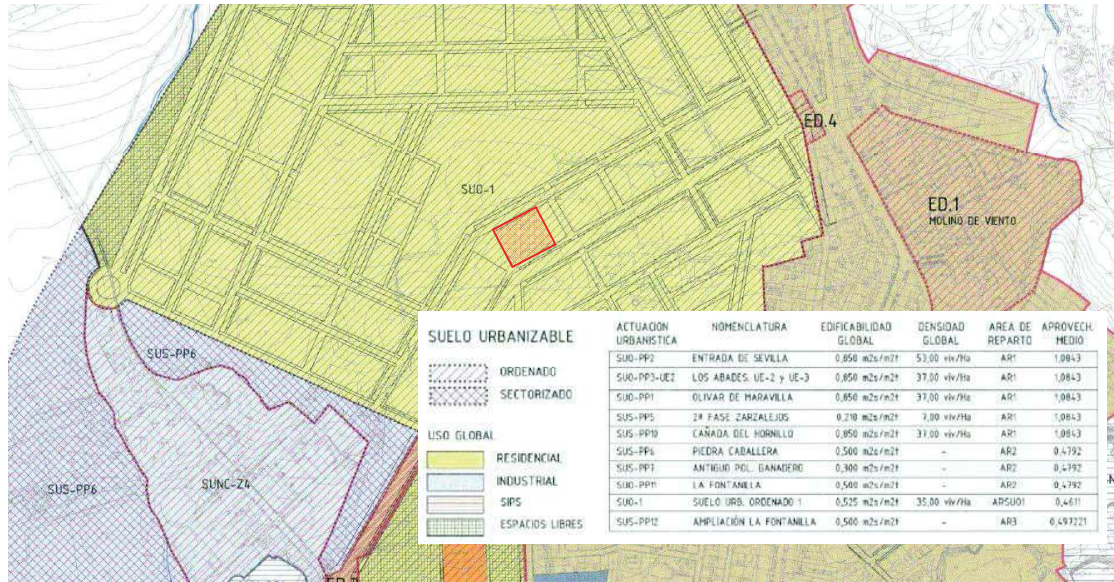 ED.4
SUO-1
ED.1
MOLINO DE VIENTO
SUS-PP6
SUS-PP6
SUNC-Z4
SUELO URBANIZABLE
ORDENADO
SECTORIZADO
USO GLOBAL
RESIDENCIAL
INDUSTRIAL
SIPS
ESPACIOS LIBRES
ACTUACION URBANISTICA NOMENCLATURA EDIFICABILIDAD GLOBAL DENSIDAD GLOBAL AREA DE REPARTO APROVECH. MEDIO
SUO-PP2 ENTRADA DE SEVILLA 0,850 m2s/m2t 53,00 viv/Ha AR1 1,0843
SUO-PP3-UE2 LOS ABADES. UE-2 y UE-3 0,850 m2s/m2t 37,00 viv/Ha AR1 1,0843
SUO-PP1 OLIVAR DE MARAVILLA 0,850 m2s/m2t 37,00 viv/Ha AR1 1,0843
SUS-PP5 2ª FASE ZARZALEJOS 0,210 m2s/m2t 7,00 viv/Ha AR1 1,0843
SUS-PP10 CAÑADA DEL HORNILLO 0,850 m2s/m2t 37,00 viv/Ha AR1 1,0843
SUS-PP6 PIEDRA CABALLERA 0,500 m2s/m2t - AR2 0,4792
SUS-PP7 ANTIGUO POL. GANADERO 0,300 m2s/m2t - AR2 0,4792
SUO-PP11 LA FONTANILLA 0,500 m2s/m2t - AR2 0,4792
SUO-1 SUELO URB. ORDENADO 1 0,525 m2s/m2t 35,00 viv/Ha ARSUO1 0,4611
SUS-PP12 AMPLIACIÓN LA FONTANILLA 0,500 m2s/m2t - AR3 0,497221